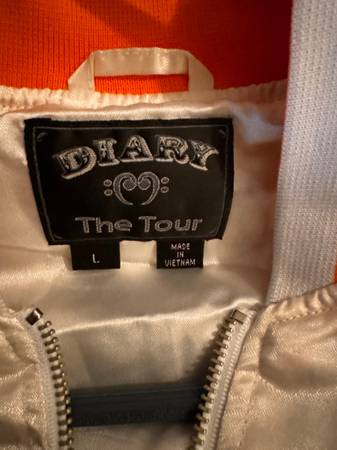 DIARY
The Tour
L
MADE
IN
VIETNAM